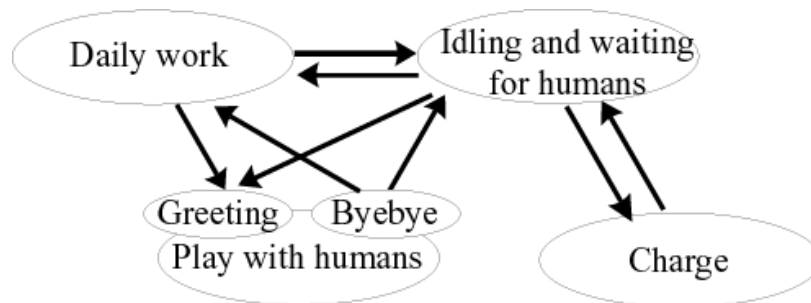 Daily work
Idling and waiting
for humans
Greeting
Byebye
Play with humans
Charge